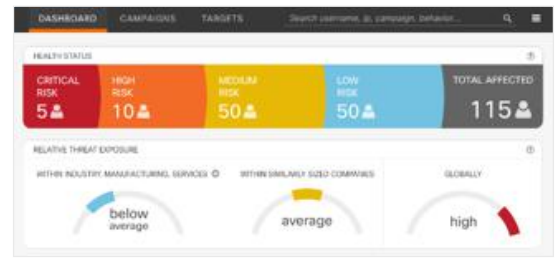 DASHBOARD CAMPAIGNS TARGETS Search username, ip, campaign, behavior...
HEALTH STATUS
CRITICAL RISK
5
HIGH RISK
10
MEDIUM RISK
50
LOW RISK
50
TOTAL AFFECTED
115
RELATIVE THREAT EXPOSURE
WITHIN INDUSTRY: MANUFACTURING, SERVICES
below
average
WITHIN SIMILARLY SIZED COMPANIES
average
GLOBALLY
high